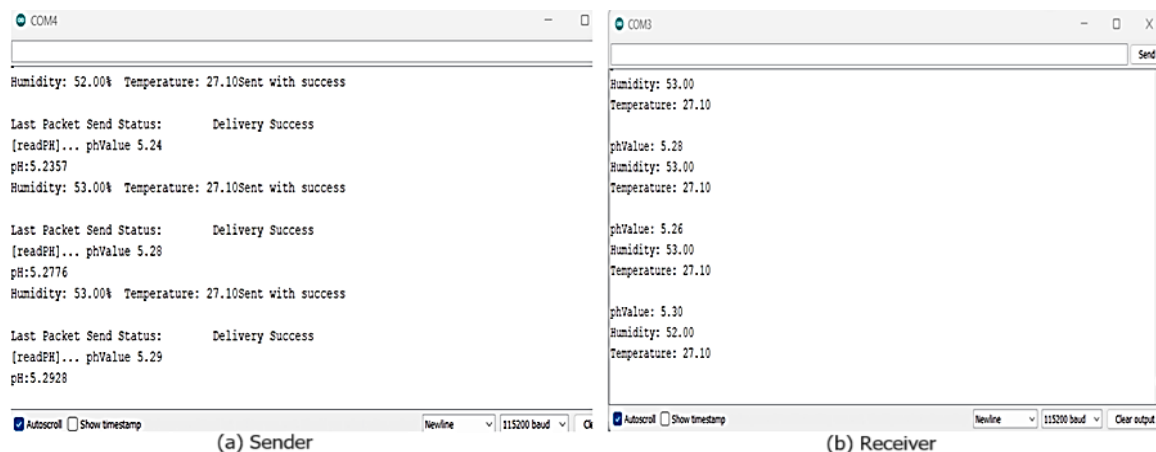 COM4
Humidity: 52.00% Temperature: 27.10Sent with success
Last Packet Send Status: Delivery Success
[readPH]... phValue 5.24
pH:5.2357
Humidity: 53.00% Temperature: 27.10Sent with success
Last Packet Send Status: Delivery Success
[readPH]... phValue 5.28
pH:5.2776
Humidity: 53.00% Temperature: 27.10Sent with success
Last Packet Send Status: Delivery Success
[readPH]... phValue 5.29
pH:5.2928
Autoscroll Show timestamp Newline 115200 baud Cl
(a) Sender
COM3
Send
Humidity: 53.00
Temperature: 27.10
phValue: 5.28
Humidity: 53.00
Temperature: 27.10
phValue: 5.26
Humidity: 53.00
Temperature: 27.10
phValue: 5.30
Humidity: 52.00
Temperature: 27.10
Autoscroll Show timestamp Newline 115200 baud Clear output
(b) Receiver